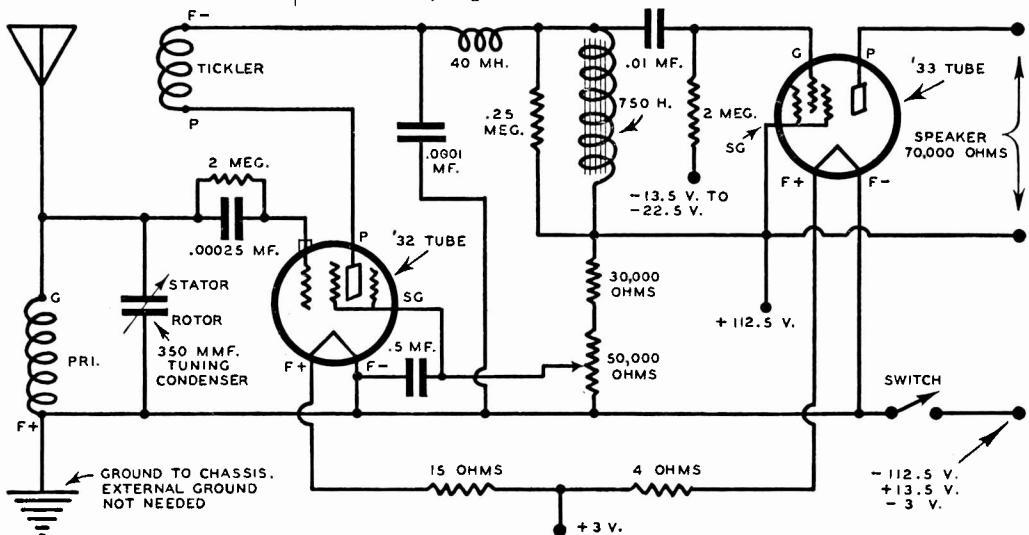 F-
TICKLER
P
40 MH.
.01 MF.
G
P
'33 TUBE
.25
MEG.
750 H.
2 MEG.
SG
SPEAKER
70,000 OHMS
.0001
MF.
F+
F-
-13.5 V. TO
-22.5 V.
2 MEG.
.00025 MF.
P
'32 TUBE
SG
30,000
OHMS
+112.5 V.
G
STATOR
ROTOR
350 MMF.
TUNING
CONDENSER
PRI.
F+
F-
.5 MF.
50,000
OHMS
SWITCH
F+
GROUND TO CHASSIS.
EXTERNAL GROUND
NOT NEEDED
15 OHMS
4 OHMS
+3 V.
-112.5 V.
+13.5 V.
-3 V.